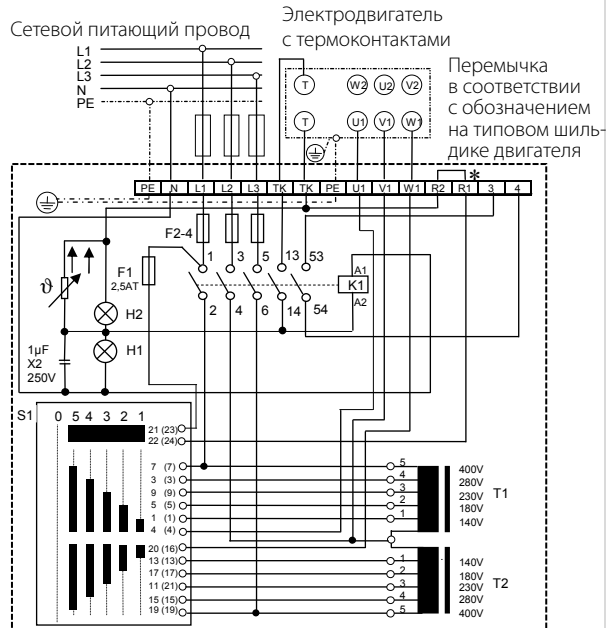 Сетевой питающий провод
L1
L2
L3
N
PE
Электродвигатель
с термоконтактами
T
W2 U2 V2
T
U1 V1 W1
Перемычка
в соответствии
с обозначением
на типовом шиль-
дике двигателя
PE N L1 L2 L3 TK TK PE U1 V1 W1 R2 R1 3 4
*
F2-4
F1
2,5AT
1 3 5 13 53
2 4 6 14 54
A1
K1
A2
ϑ
H2
H1
1µF
X2
250V
S1
0 5 4 3 2 1
21 (23)
22 (24)
7 (7)
3 (3)
9 (9)
5 (5)
1 (1)
4 (4)
20 (16)
13 (13)
17 (17)
11 (21)
15 (15)
19 (19)
5 400V
4 280V
3 230V
2 180V
1 140V
T1
1 140V
2 180V
3 230V
4 280V
5 400V
T2